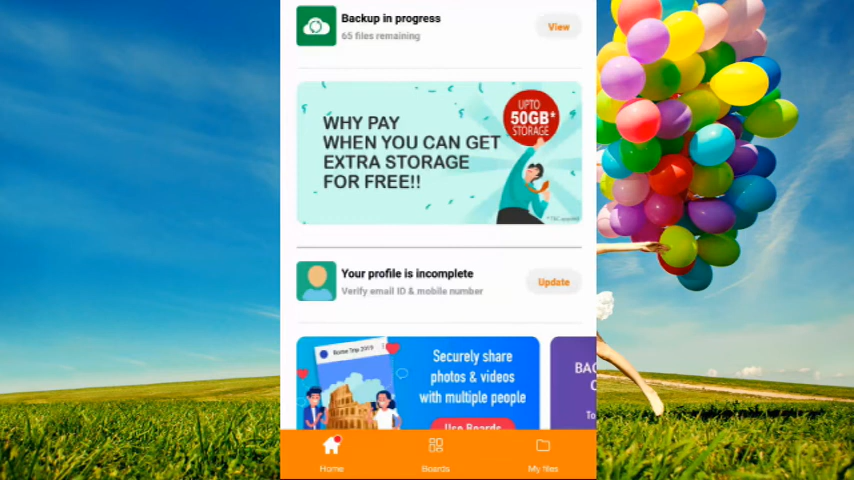 Backup in progress
65 files remaining
View
WHY PAY
WHEN YOU CAN GET
EXTRA STORAGE
FOR FREE!!
UPTO
50GB*
STORAGE
Your profile is incomplete
Verify email ID & mobile number
Update
Rome Trip 2019
Securely share
photos & videos
with multiple people
Use Boards
BA
To
Home
Boards
My files